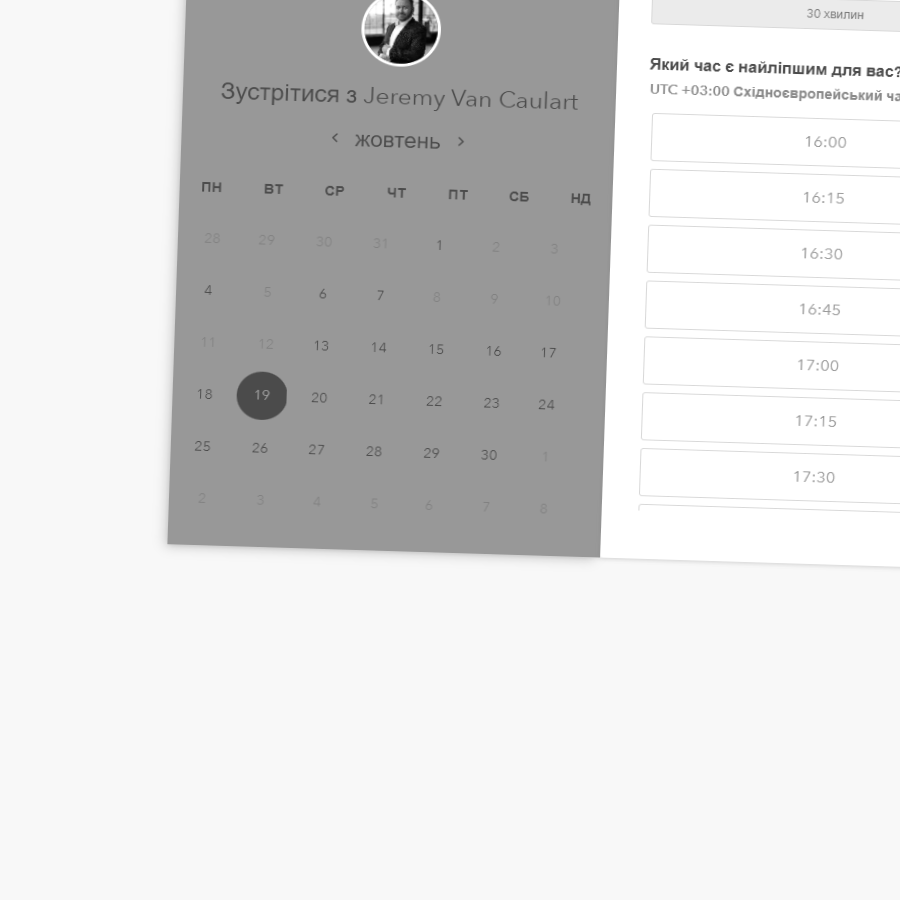 Зустрітися з Jeremy Van Caulart
жовтень
ПН ВТ СР ЧТ ПТ СБ НД
28 29 30 31 1 2 3
4 5 6 7 8 9 10
11 12 13 14 15 16 17
18 19 20 21 22 23 24
25 26 27 28 29 30 1
2 3 4 5 6 7 8
30 хвилин
Який час є найліпшим для вас?
UTC +03:00 Східноєвропейський
16:00
16:15
16:30
16:45
17:00
17:15
17:30